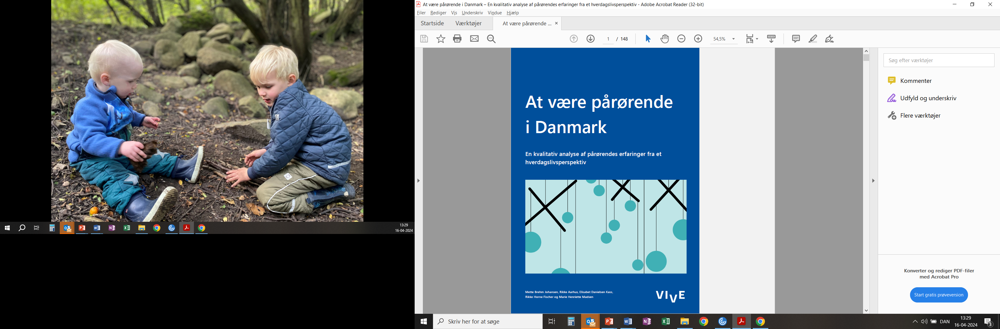 13:29
16-04-2024
At være pårørende i Danmark – En kvalitativ analyse af pårørendes erfaringer fra et hverdagslivsperspektiv - Adobe Acrobat Reader (32-bit)
Filer Rediger Vis Underskriv Vindue Hjælp
Startside Værktøjer At være pårørende ... ×
1 / 148 54,5%
At være pårørende
i Danmark
En kvalitativ analyse af pårørendes erfaringer fra et
hverdagslivsperspektiv
Mette Brehm Johansen, Rikke Aarhus, Elisabet Danielsen Kass,
Rikke Horne Fischer og Marie Henriette Madsen
VIVE
Søg efter værktøjer
Kommenter
Udfyld og underskriv
Flere værktøjer
Konverter og rediger PDF-filer
med Acrobat Pro
Start gratis prøveversion
Skriv her for at søge
DAN
13:29
16-04-2024
3